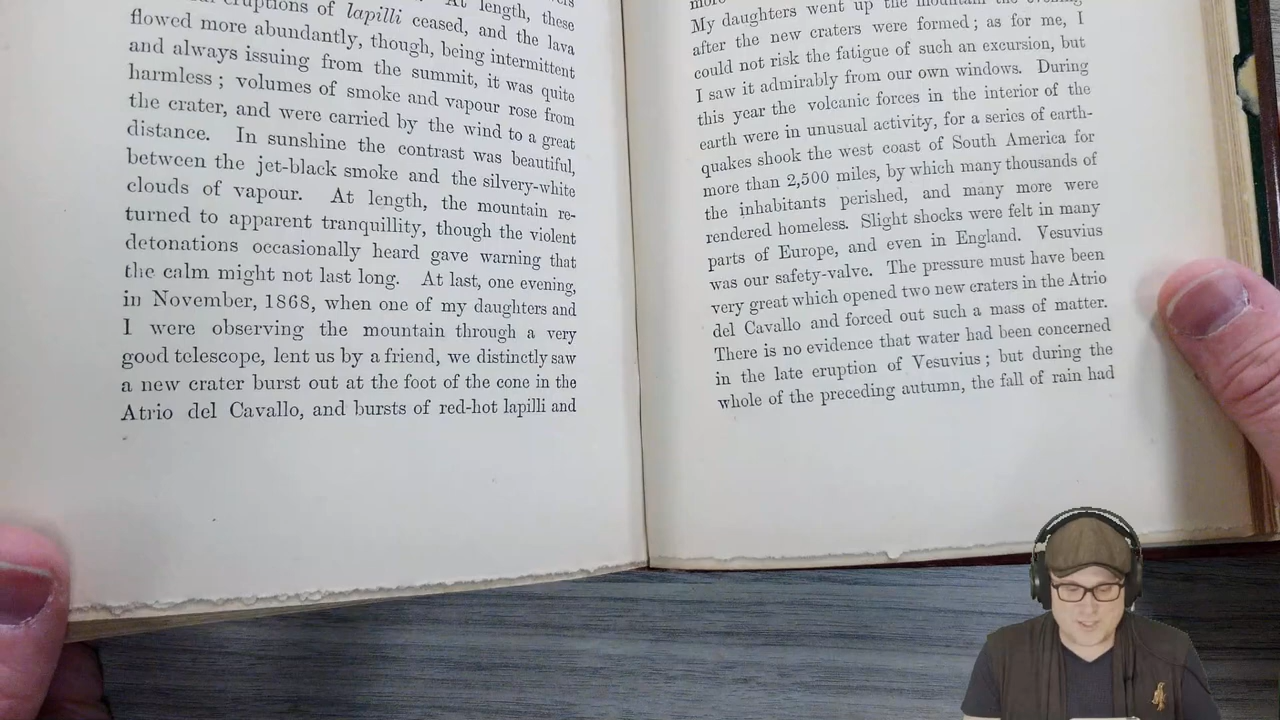 eruptions of lapilli ceased, and the lava
At length, these
flowed more abundantly, though, being intermittent
and always issuing from the summit, it was quite
harmless; volumes of smoke and vapour rose from
the crater, and were carried by the wind to a great
distance. In sunshine the contrast was beautiful,
between the jet-black smoke and the silvery-white
clouds of vapour. At length, the mountain re-
turned to apparent tranquillity, though the violent
detonations occasionally heard gave warning that
the calm might not last long. At last, one evening,
in November, 1868, when one of my daughters and
I were observing the mountain through a very
good telescope, lent us by a friend, we distinctly saw
a new crater burst out at the foot of the cone in the
Atrio del Cavallo, and bursts of red-hot lapilli and
more
My daughters went up the mountain the evening
after the new craters were formed; as for me, I
could not risk the fatigue of such an excursion, but
I saw it admirably from our own windows. During
this year the volcanic forces in the interior of the
earth were in unusual activity, for a series of earth-
quakes shook the west coast of South America for
more than 2,500 miles, by which many thousands of
the inhabitants perished, and many more were
rendered homeless. Slight shocks were felt in many
parts of Europe, and even in England. Vesuvius
was our safety-valve. The pressure must have been
very great which opened two new craters in the Atrio
del Cavallo and forced out such a mass of matter.
There is no evidence that water had been concerned
in the late eruption of Vesuvius; but during the
whole of the preceding autumn, the fall of rain had